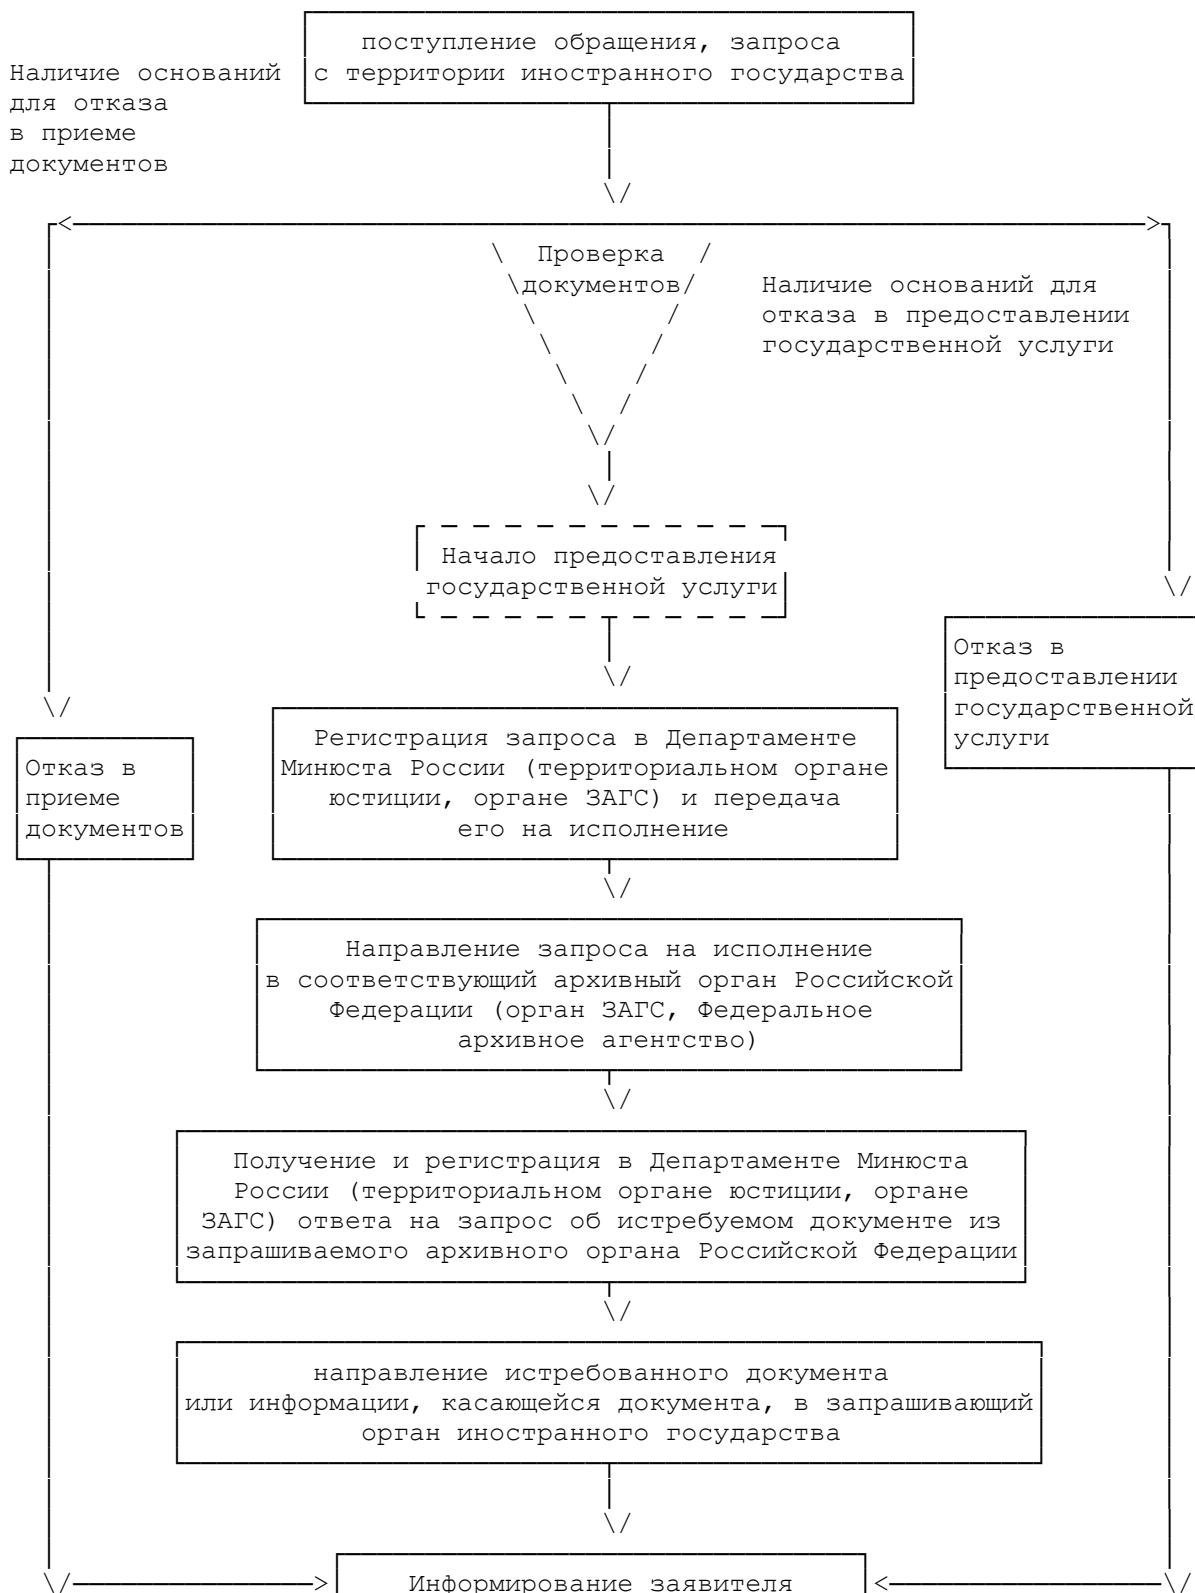 поступление обращения, запроса
с территории иностранного государства
Наличие оснований
для отказа
в приеме
документов
Проверка
документов
Наличие оснований для
отказа в предоставлении
государственной услуги
Начало предоставления
государственной услуги
Отказ в
предоставлении
государственной
услуги
Отказ в
приеме
документов
Регистрация запроса в Департаменте
Минюста России (территориальном органе
юстиции, органе ЗАГС) и передача
его на исполнение
Направление запроса на исполнение
в соответствующий архивный орган Российской
Федерации (орган ЗАГС, Федеральное
архивное агентство)
Получение и регистрация в Департаменте Минюста
России (территориальном органе юстиции, органе
ЗАГС) ответа на запрос об истребуемом документе из
запрашиваемого архивного органа Российской Федерации
направление истребованного документа
или информации, касающейся документа, в запрашивающий
орган иностранного государства
Информирование заявителя